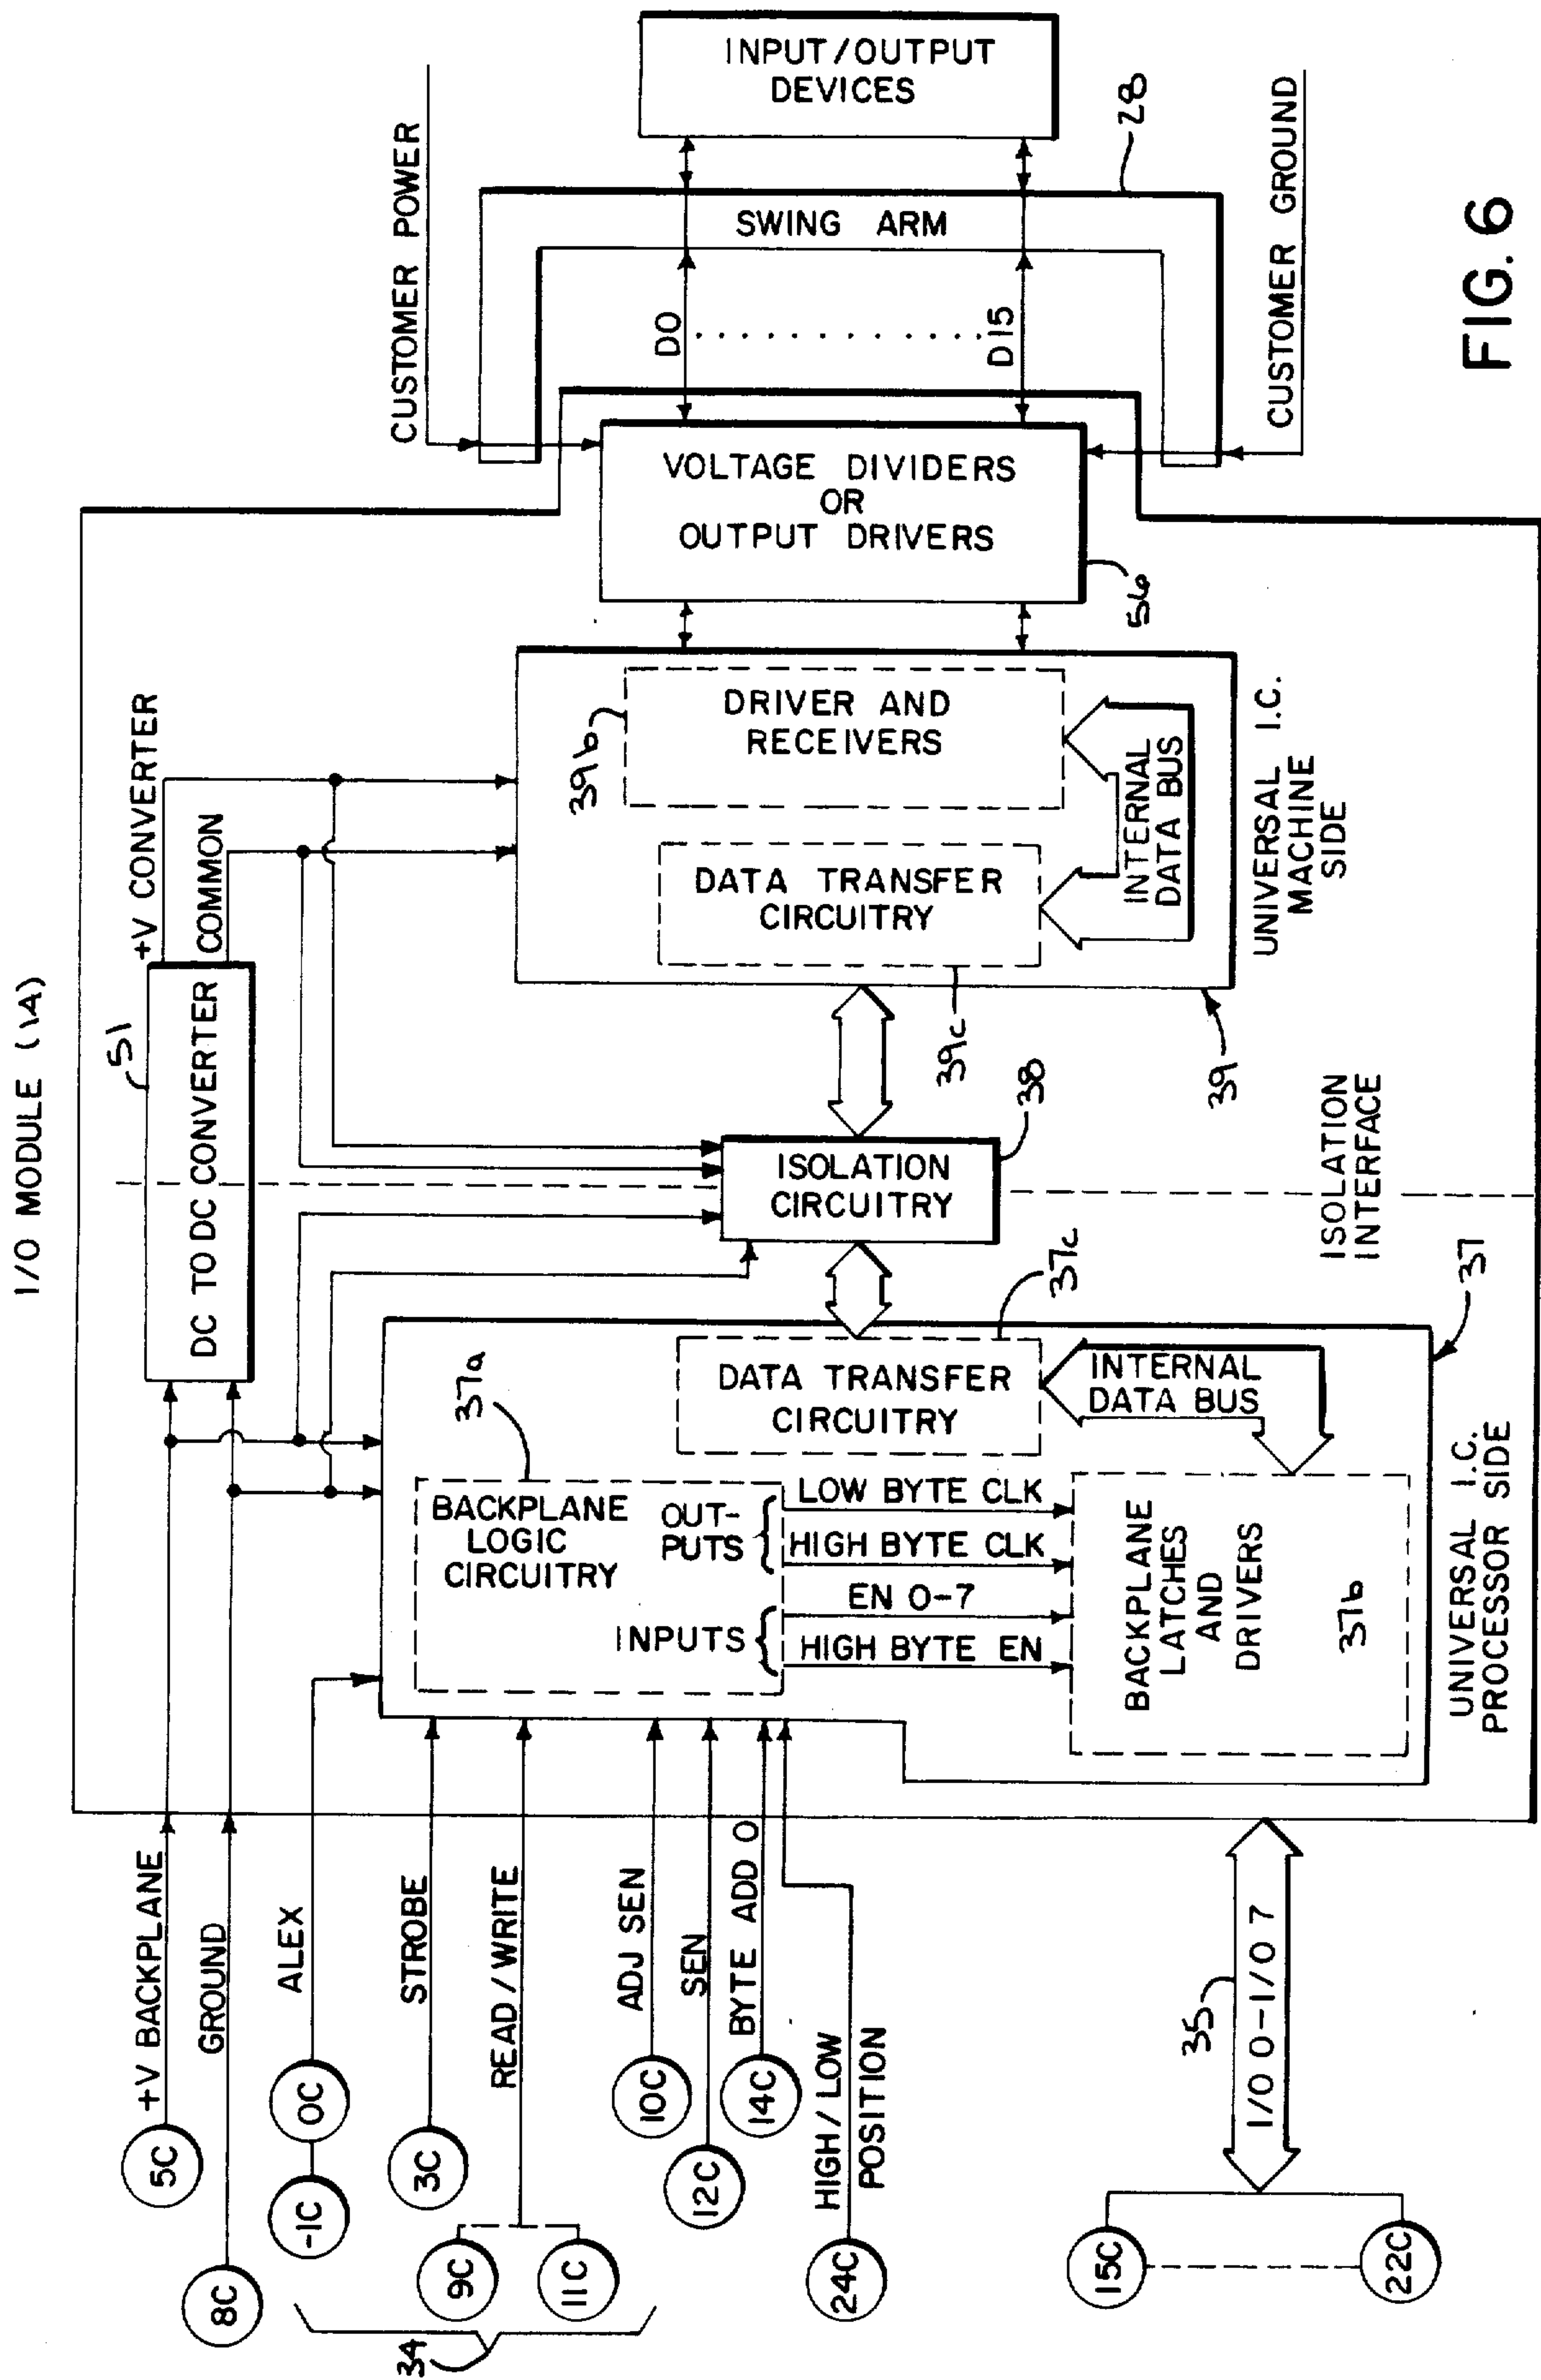 I/O MODULE (14)
51
DC TO DC CONVERTER
+V CONVERTER
COMMON
CUSTOMER POWER
INPUT/OUTPUT
DEVICES
SWING ARM
28
D0
D15
CUSTOMER GROUND
VOLTAGE DIVIDERS
OR
OUTPUT DRIVERS
56
39b
DRIVER AND
RECEIVERS
DATA TRANSFER
CIRCUITRY
39c
INTERNAL
DATA BUS
UNIVERSAL I.C.
MACHINE
SIDE
39
ISOLATION
CIRCUITRY
38
ISOLATION
INTERFACE
37a
37c
DATA TRANSFER
CIRCUITRY
INTERNAL
DATA BUS
37
BACKPLANE
LOGIC
CIRCUITRY
OUT-
PUTS
INPUTS
LOW BYTE CLK
HIGH BYTE CLK
EN 0-7
HIGH BYTE EN
BACKPLANE
LATCHES
AND
DRIVERS
37b
UNIVERSAL I.C.
PROCESSOR SIDE
5C
+V BACKPLANE
8C
GROUND
-1C
0C
ALEX
3C
STROBE
9C
11C
READ/WRITE
34
10C
ADJ SEN
12C
SEN
14C
BYTE ADD 0
24C
HIGH/LOW
POSITION
15C
22C
35
I/O 0-I/O 7
FIG. 6